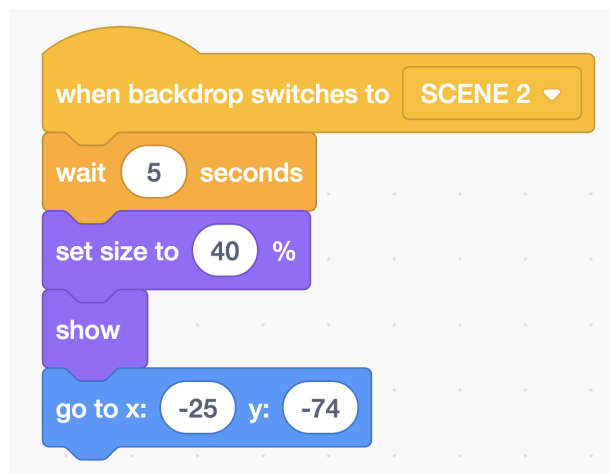 when backdrop switches to SCENE 2
wait 5 seconds
set size to 40 %
show
go to x: -25 y: -74